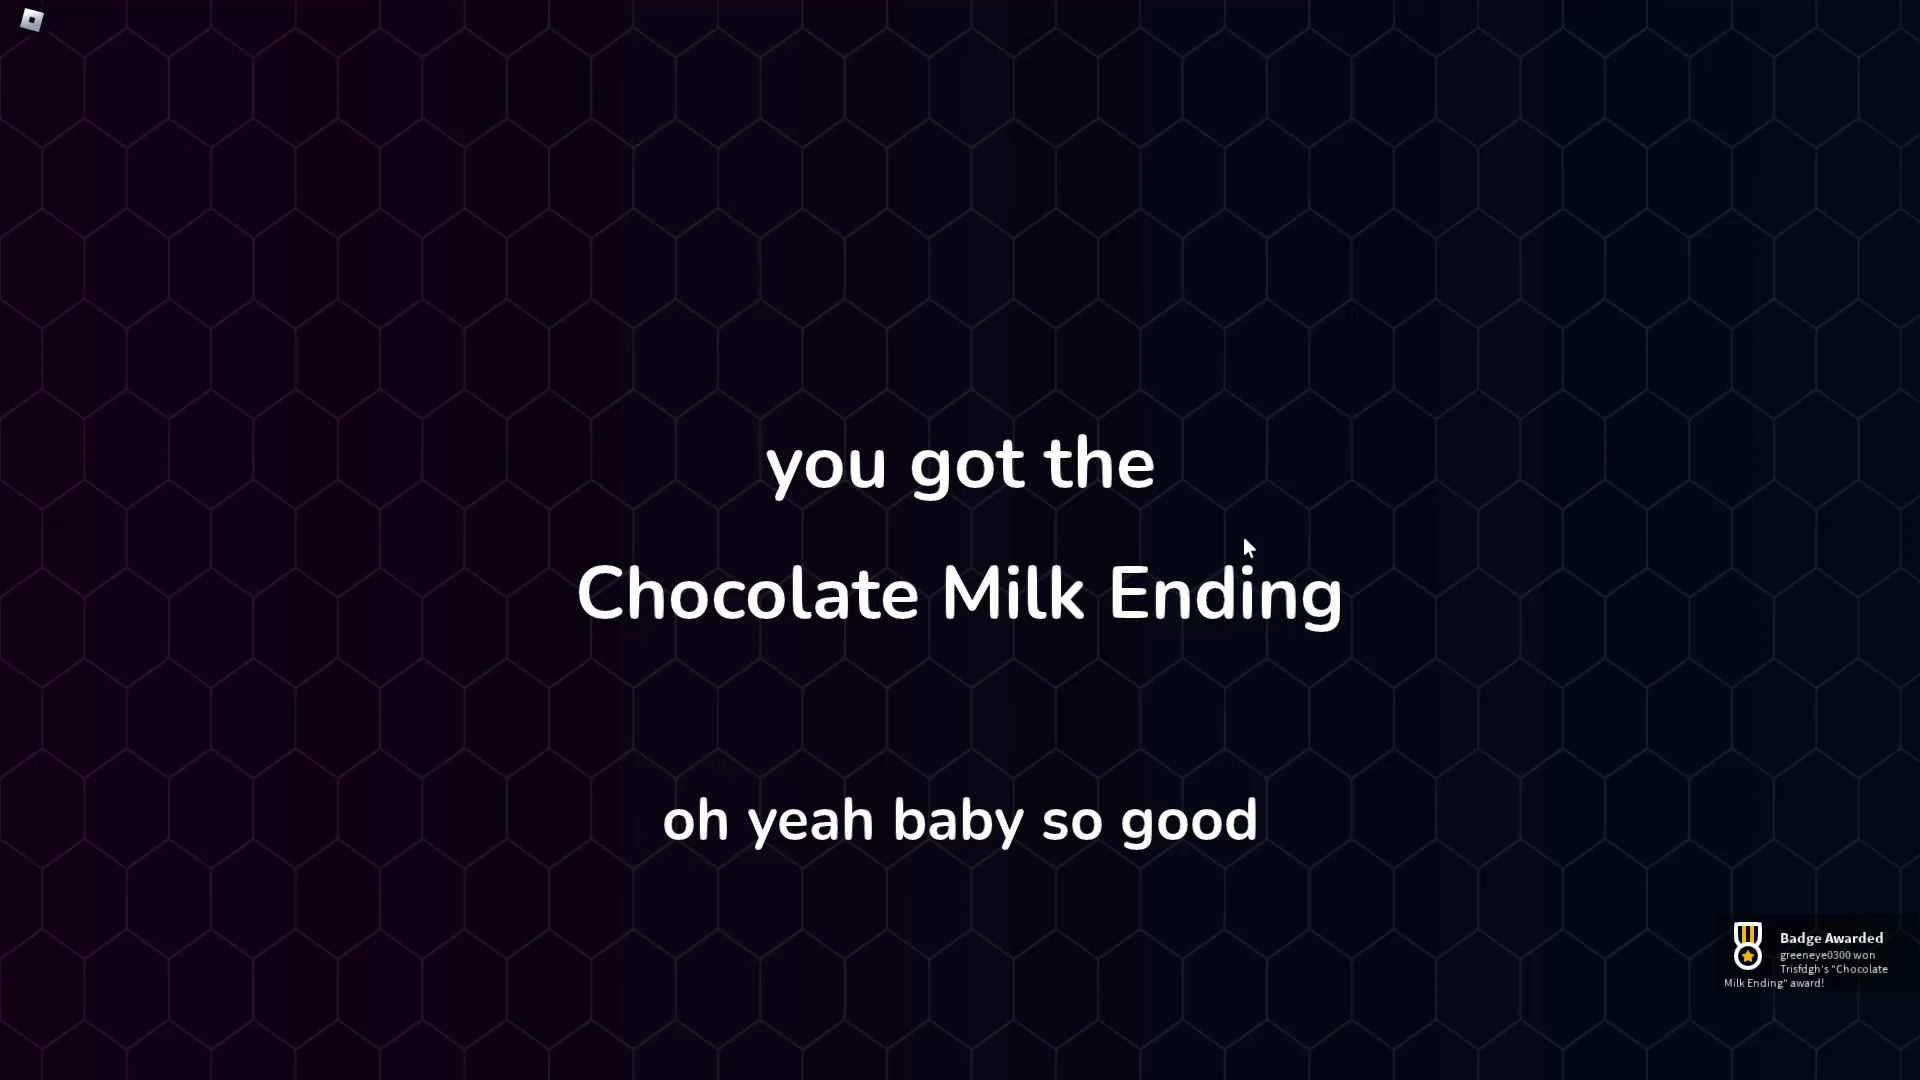 you got the
Chocolate Milk Ending
oh yeah baby so good
Badge Awarded
greeneye0300 won
Trisfdgh's "Chocolate
Milk Ending" award!